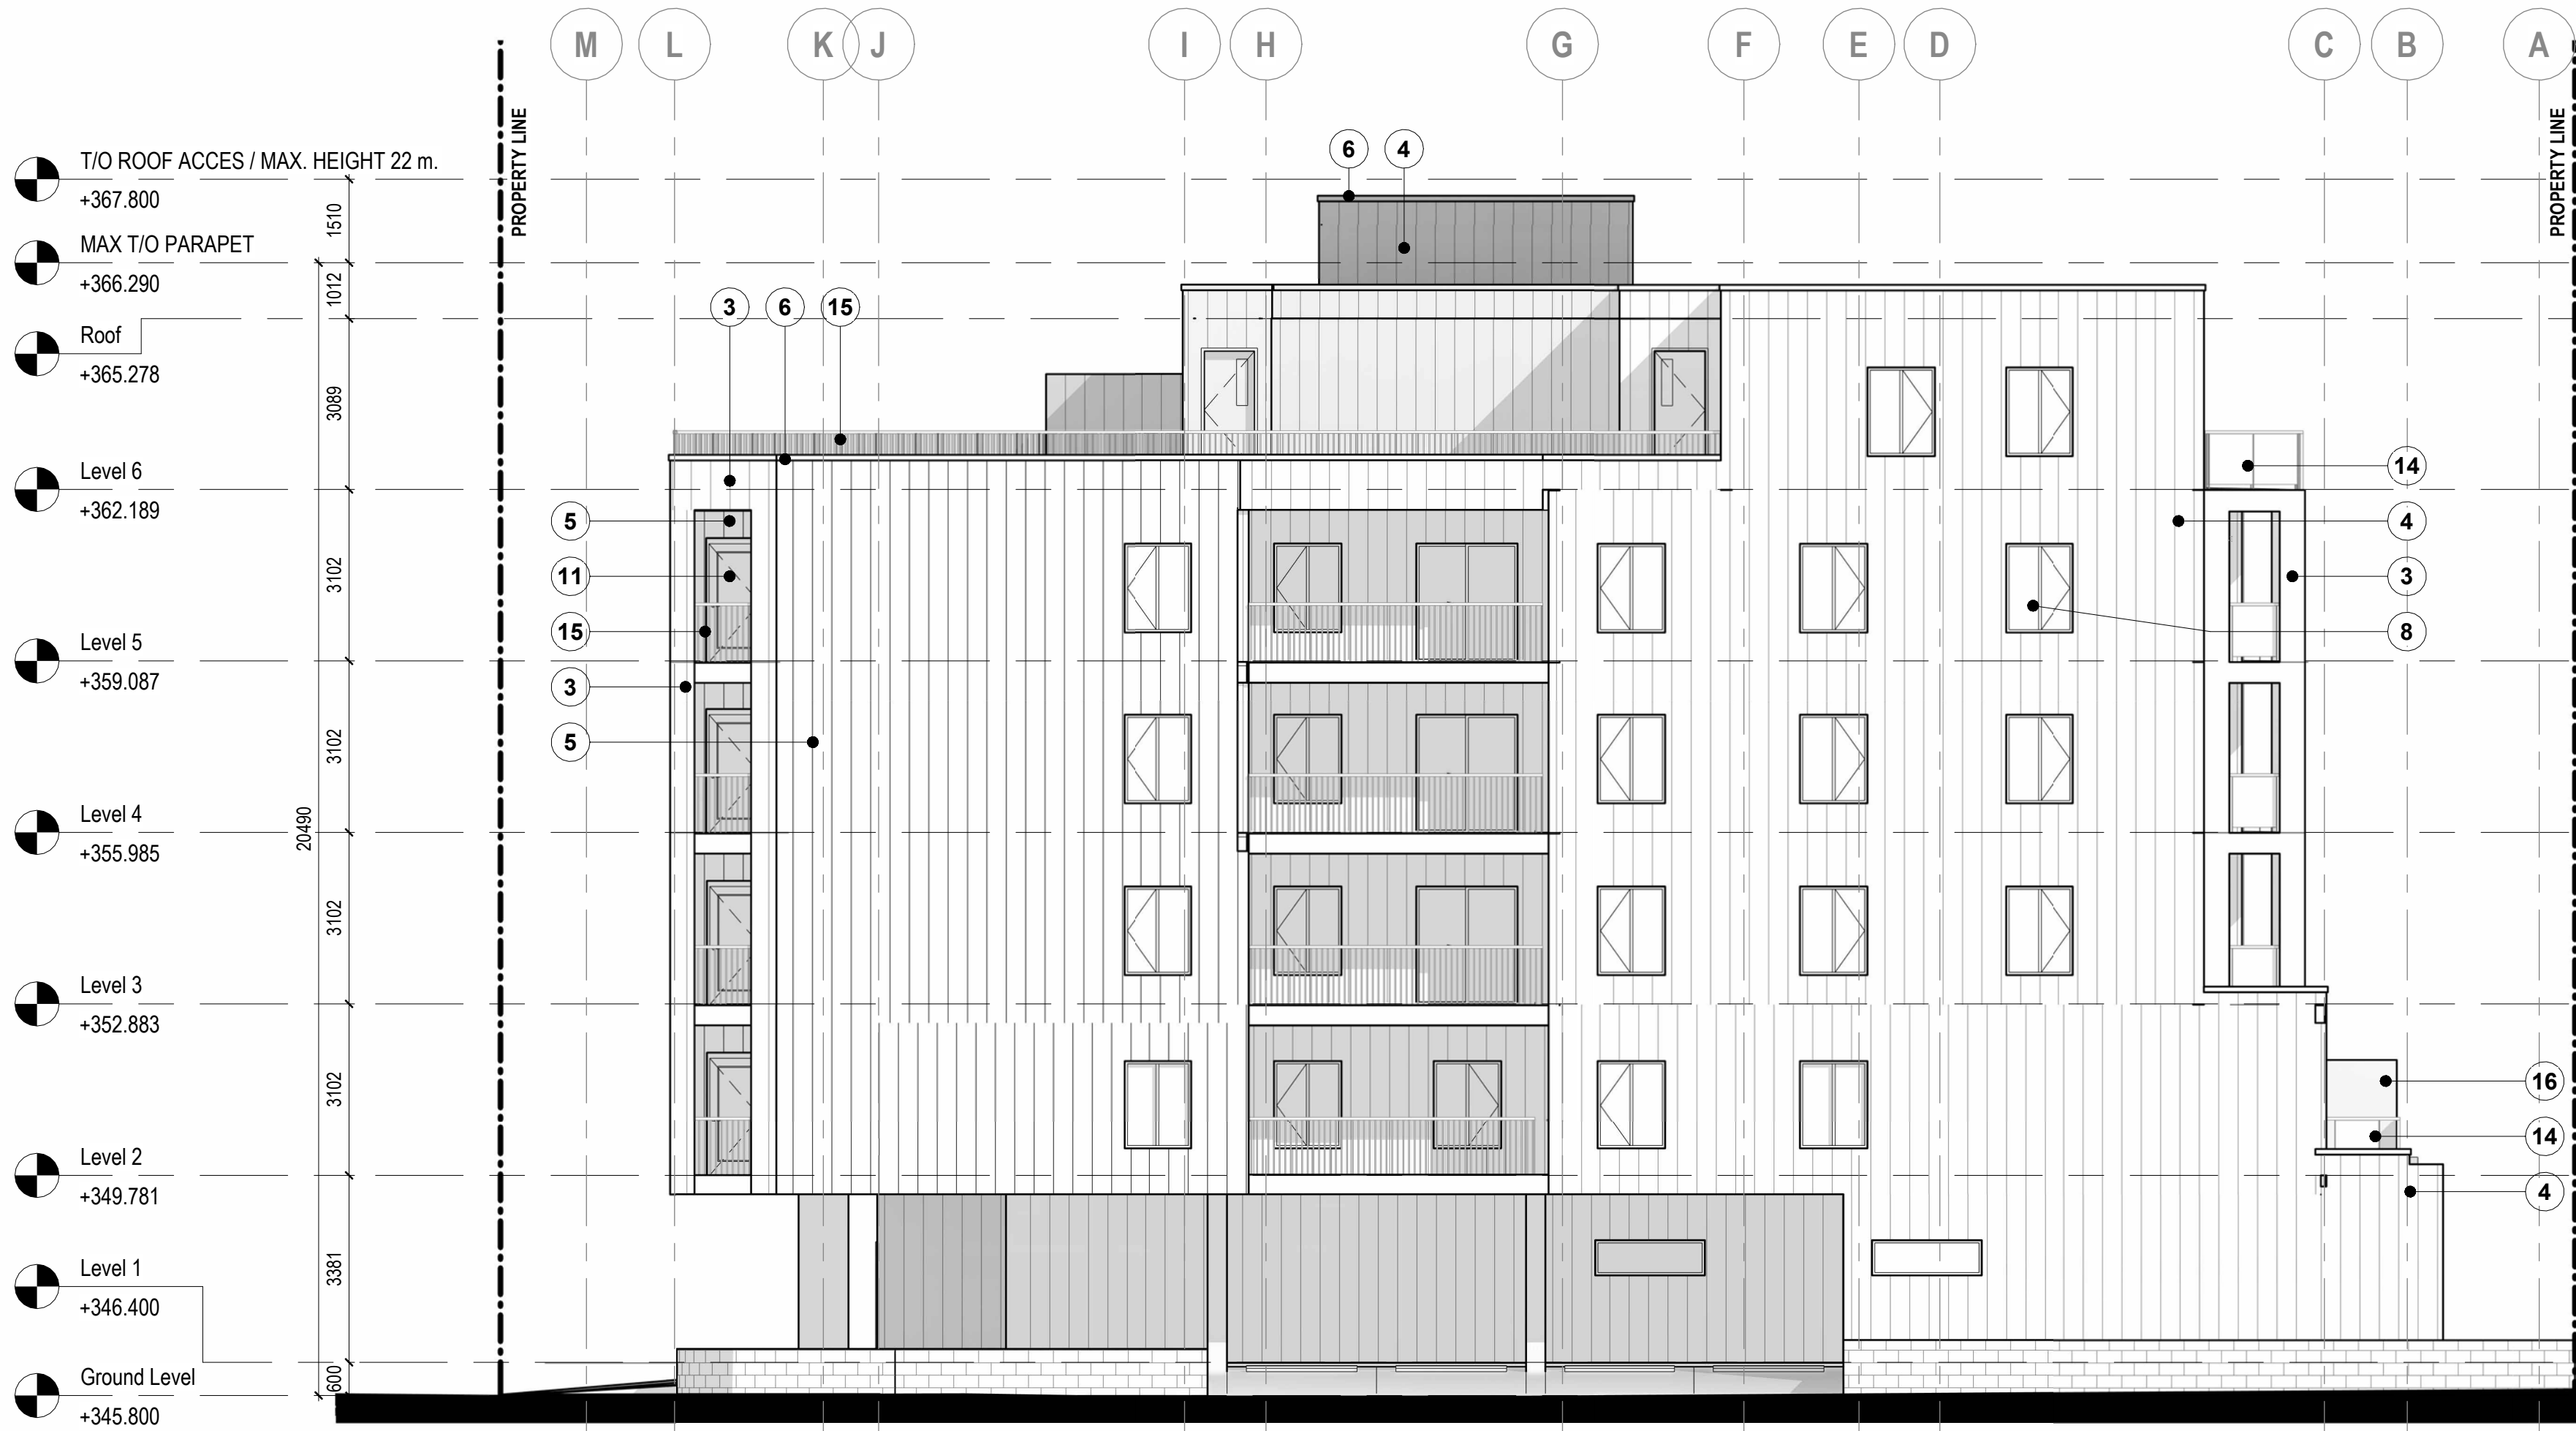 M L K J I H G F E D C B A
PROPERTY LINE
PROPERTY LINE
6 4
T/O ROOF ACCES / MAX. HEIGHT 22 m.
+367.800
1510
MAX T/O PARAPET
+366.290
1012
3 6 15
Roof
+365.278
3089
Level 6
+362.189
14
5
4
11
3
3102
15
8
Level 5
+359.087
3
5
3102
20490
Level 4
+355.985
3102
Level 3
+352.883
3102
16
14
Level 2
+349.781
4
3381
Level 1
+346.400
600
Ground Level
+345.800